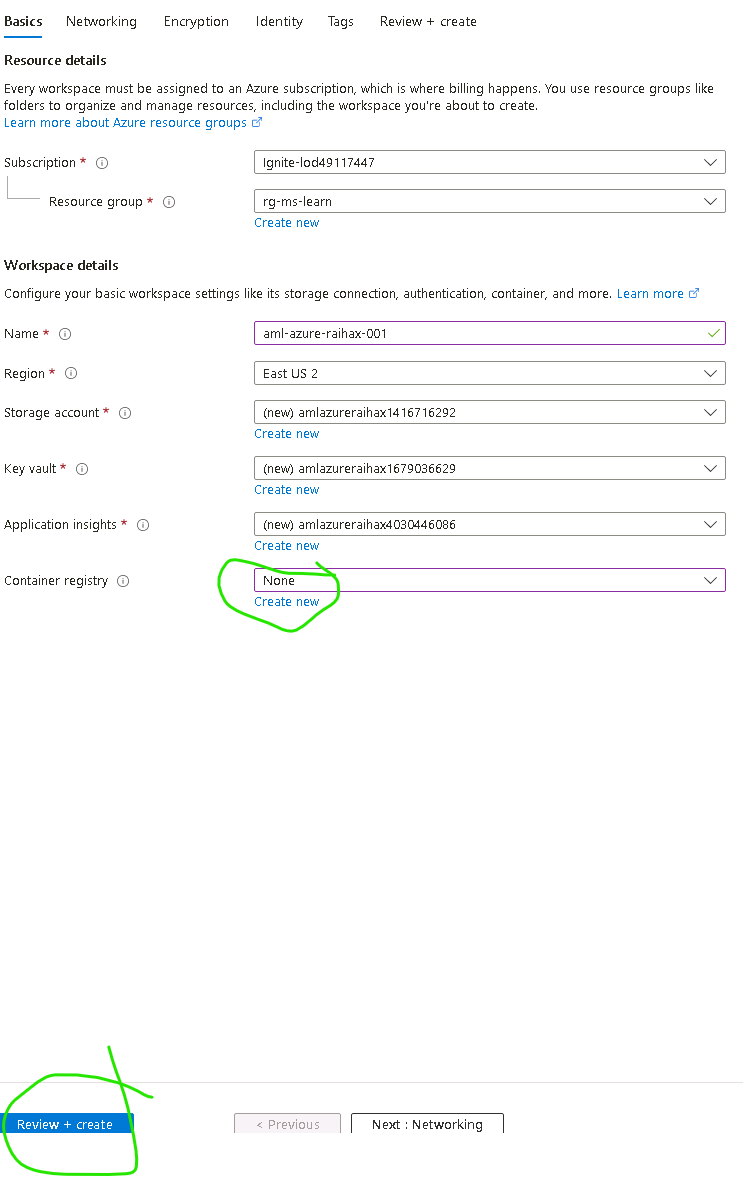 Basics Networking Encryption Identity Tags Review + create
Resource details
Every workspace must be assigned to an Azure subscription, which is where billing happens. You use resource groups like
folders to organize and manage resources, including the workspace you're about to create.
Learn more about Azure resource groups
Subscription * Ignite-lod49117447
Resource group * rg-ms-learn
Create new
Workspace details
Configure your basic workspace settings like its storage connection, authentication, container, and more. Learn more
Name * aml-azure-raihax-001
Region * East US 2
Storage account * (new) amlazureraihax1416716292
Create new
Key vault * (new) amlazureraihax1679036629
Create new
Application insights * (new) amlazureraihax4030446086
Create new
Container registry None
Create new
Review + create < Previous Next : Networking